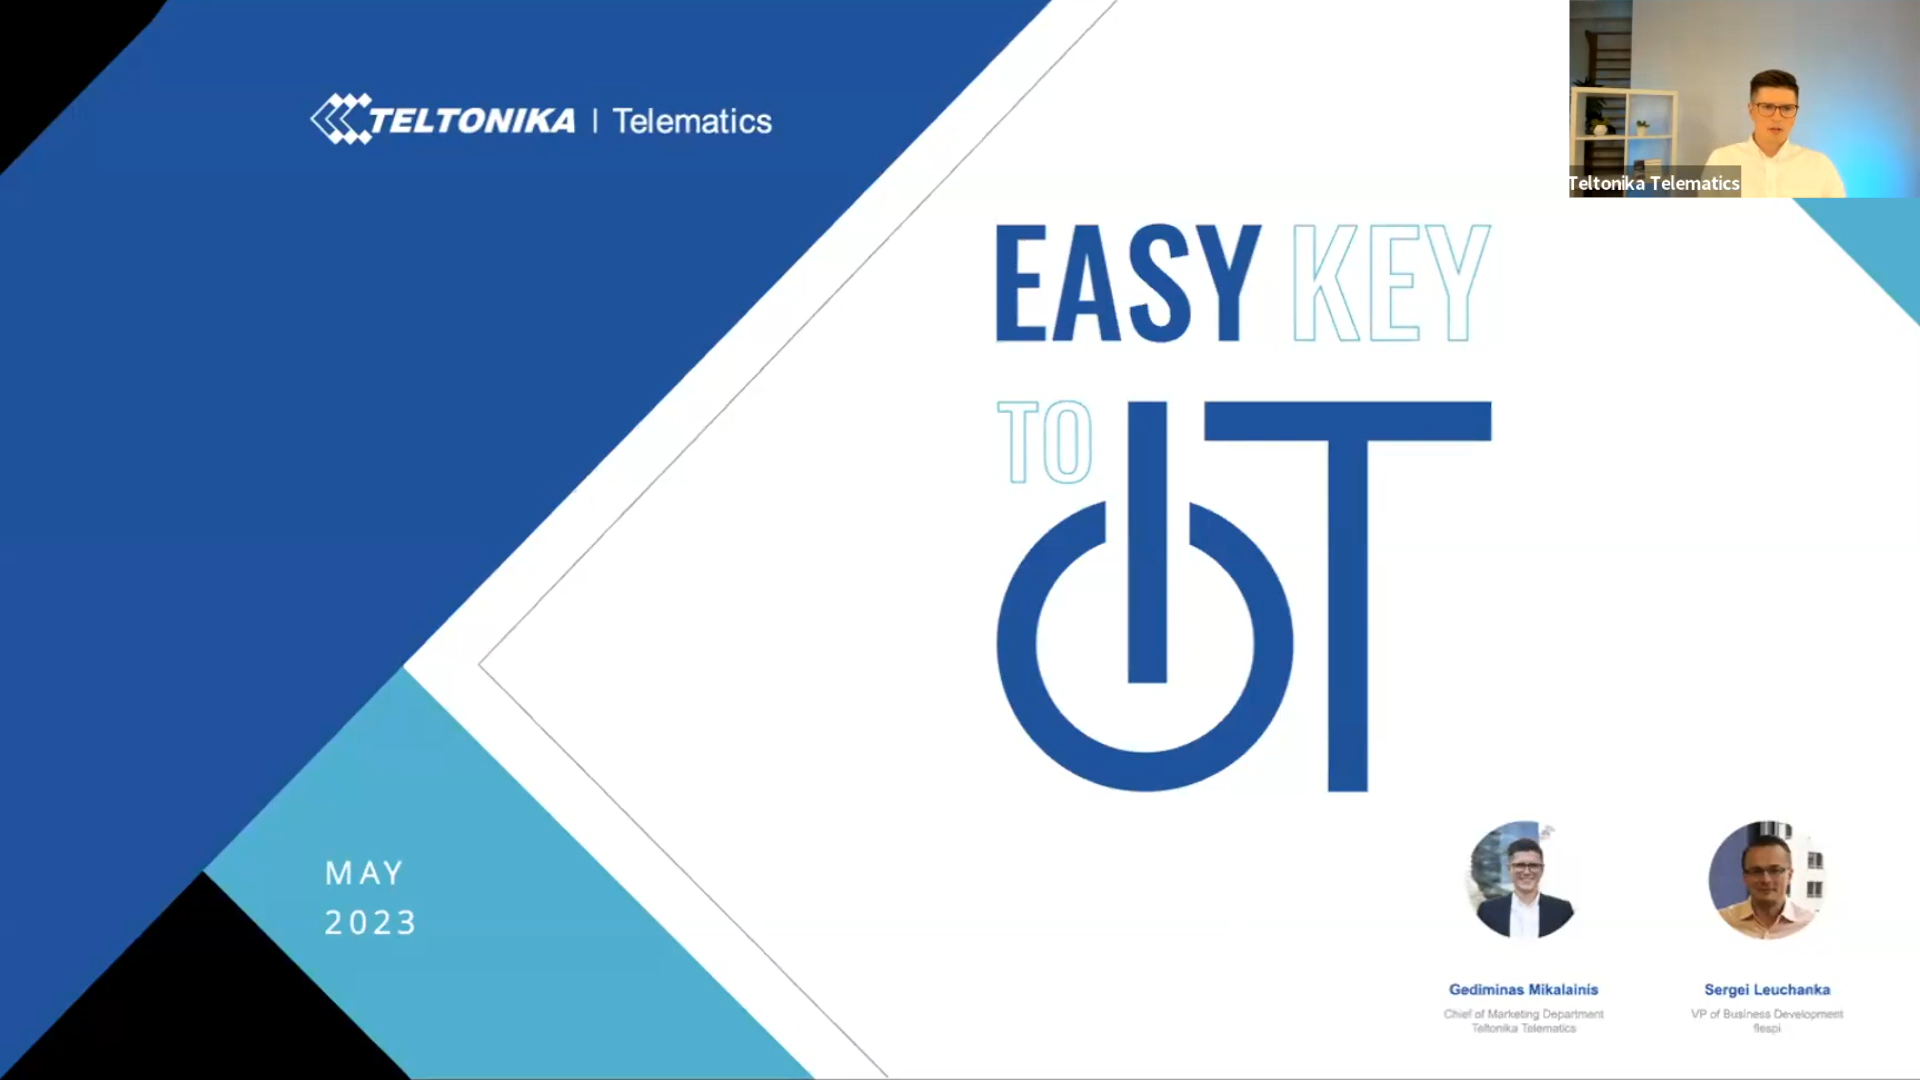 TELTONIKA | Telematics
Teltonika Telematics
EASY KEY
TO IOT
MAY
2023
Gediminas Mikalainis
Chief of Marketing Department
Teltonika Telematics
Sergei Leuchanka
VP of Business Development
flespi